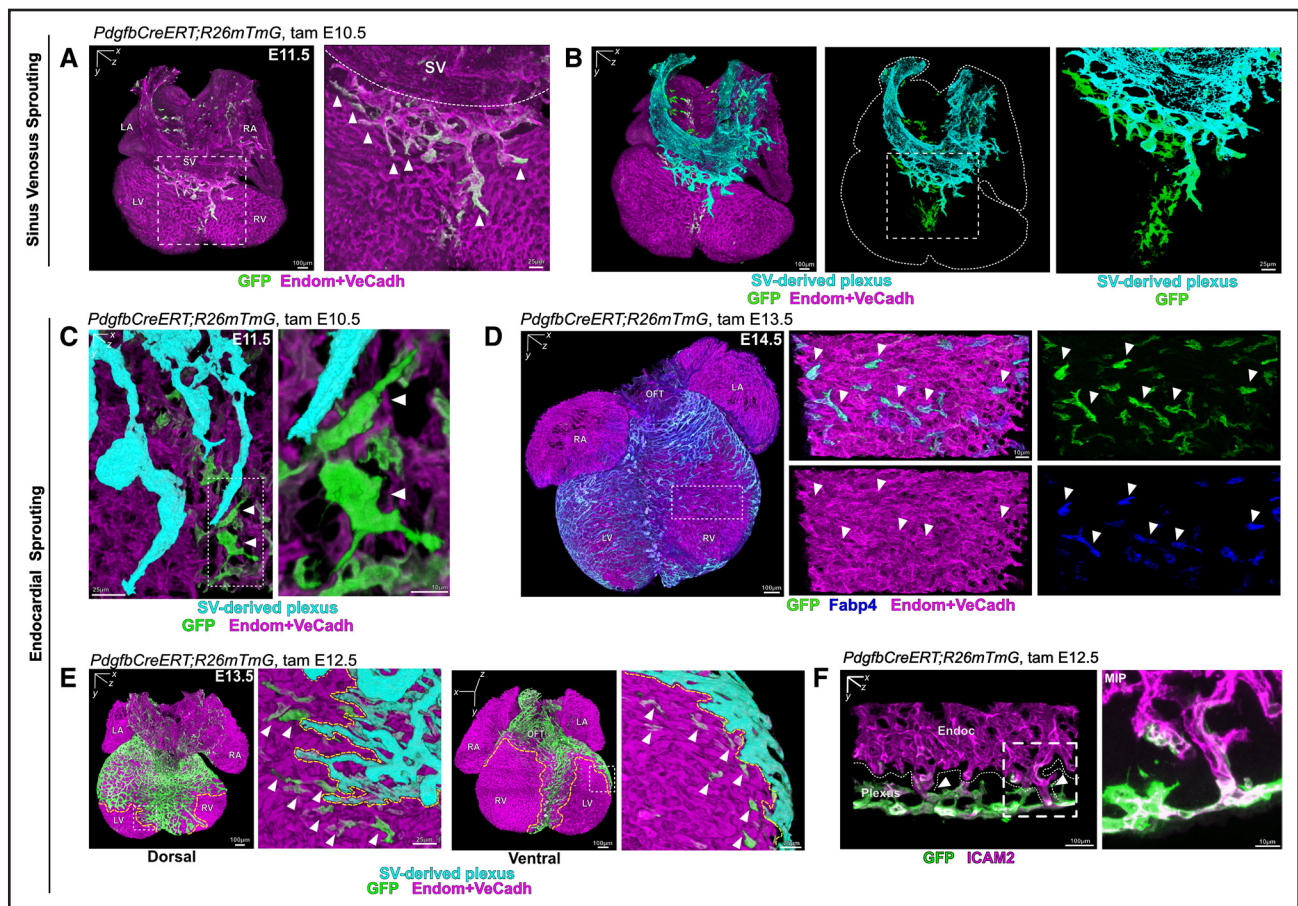 Sinus Venosus Sprouting
PdgfbCreERT;R26mTmG, tam E10.5
A
x
z
y
E11.5
LA
RA
SV
LV
RV
100µm
SV
25µm
GFP Endom+VeCadh
B
x
z
y
100µm
100µm
25µm
SV-derived plexus
GFP Endom+VeCadh
SV-derived plexus
GFP
Endocardial Sprouting
PdgfbCreERT;R26mTmG, tam E10.5
C
x
z
y
E11.5
25µm
10µm
SV-derived plexus
GFP Endom+VeCadh
PdgfbCreERT;R26mTmG, tam E13.5
D
x
z
y
E14.5
OFT
LA
RA
LV
RV
100µm
10µm
GFP Fabp4 Endom+VeCadh
PdgfbCreERT;R26mTmG, tam E12.5
E
x
z
y
E13.5
LA
RA
LV
RV
100µm
25µm
Dorsal
z
x
y
OFT
LA
RA
RV
LV
100µm
Ventral
SV-derived plexus
GFP Endom+VeCadh
PdgfbCreERT;R26mTmG, tam E12.5
F
x
z
y
Endoc
Plexus
100µm
MIP
10µm
GFP ICAM2